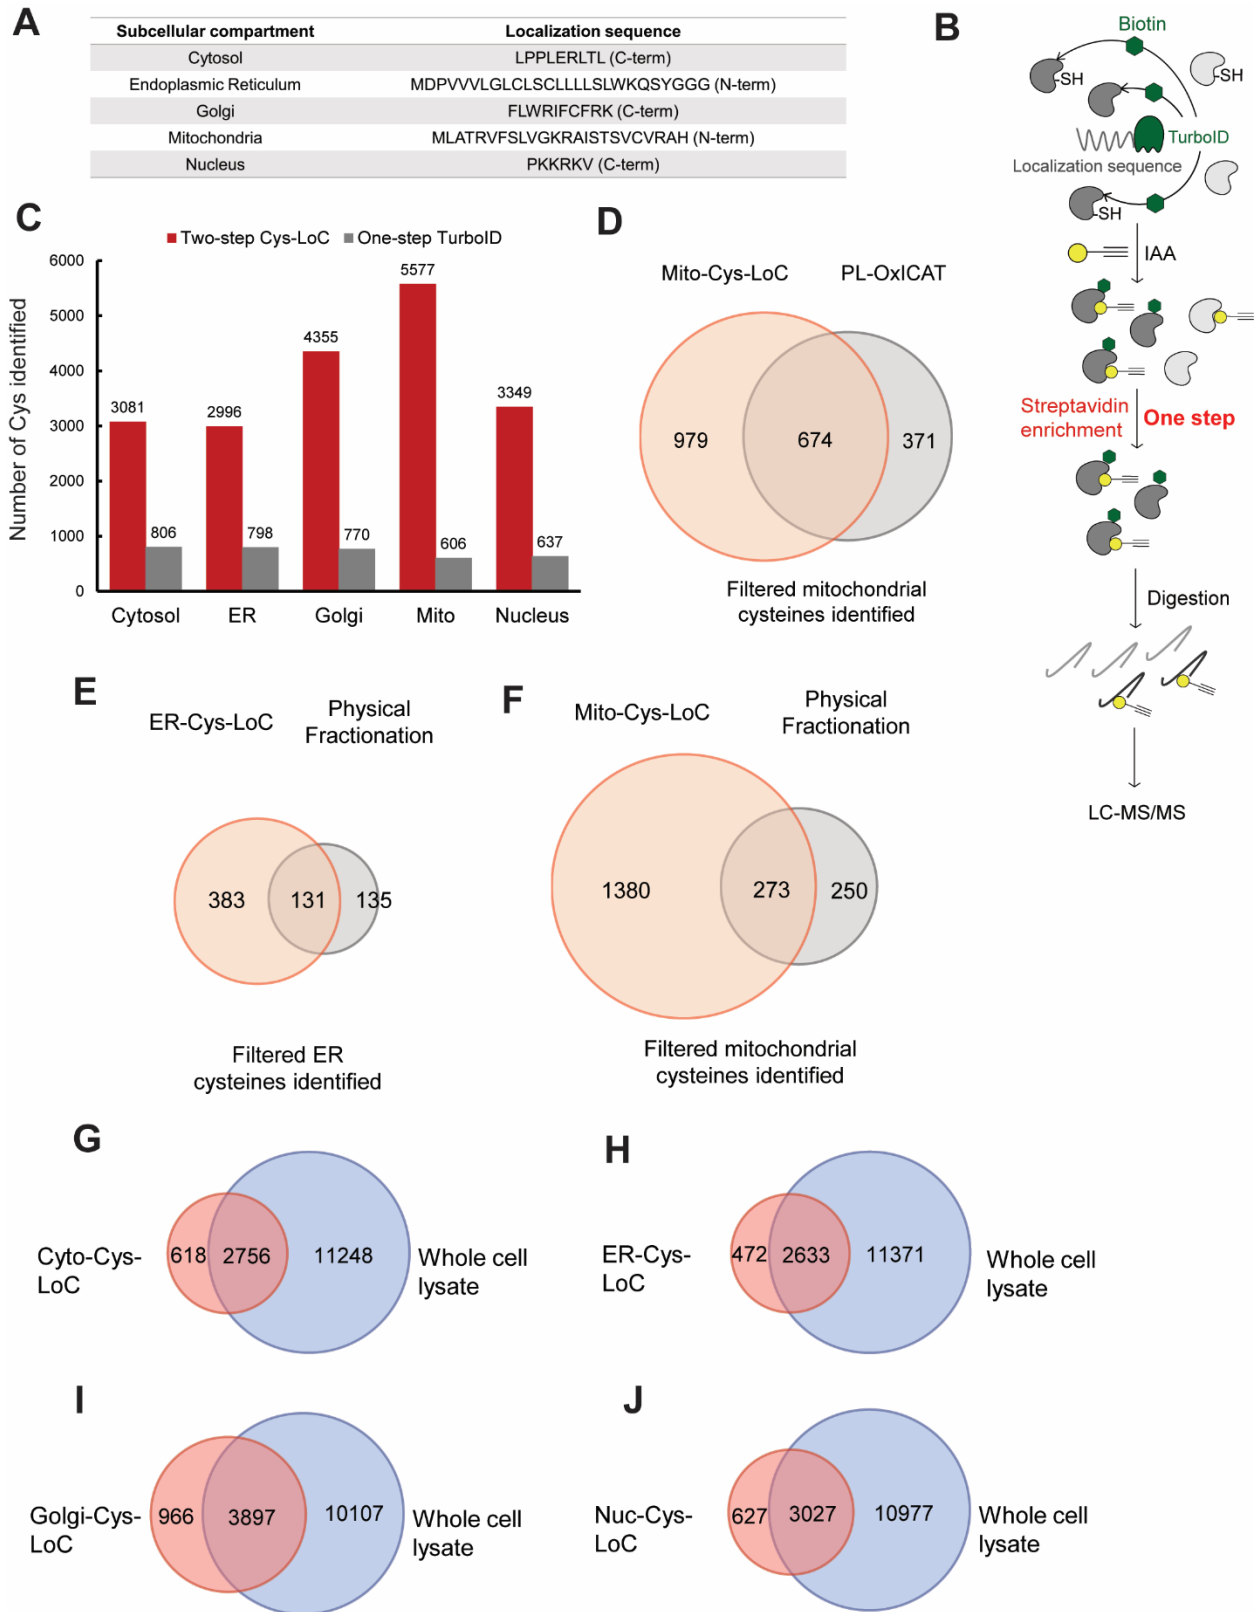 A
Subcellular compartment Localization sequence
Cytosol LPPLERLTL (C-term)
Endoplasmic Reticulum MDPVVVLGLCLSCLLLLSLWKQSYGGG (N-term)
Golgi FLWRIFCFRK (C-term)
Mitochondria MLATRVFSLVGKRAISTSVCVRAH (N-term)
Nucleus PKKRKV (C-term)
B
Biotin
-SH
-SH
TurboID
Localization sequence
-SH
IAA
Streptavidin
enrichment
One step
Digestion
LC-MS/MS
C
Two-step Cys-LoC One-step TurboID
Number of Cys identified
6000
5000
4000
3000
2000
1000
0
3081 806
2996 798
4355 770
5577 606
3349 637
Cytosol ER Golgi Mito Nucleus
D
Mito-Cys-LoC PL-OxICAT
979 674 371
Filtered mitochondrial
cysteines identified
E
ER-Cys-LoC
Physical
Fractionation
383 131 135
Filtered ER
cysteines identified
F
Mito-Cys-LoC
Physical
Fractionation
1380 273 250
Filtered mitochondrial
cysteines identified
G
Cyto-Cys-
LoC
618 2756 11248
Whole cell
lysate
H
ER-Cys-
LoC
472 2633 11371
Whole cell
lysate
I
Golgi-Cys-
LoC
966 3897 10107
Whole cell
lysate
J
Nuc-Cys-
LoC
627 3027 10977
Whole cell
lysate